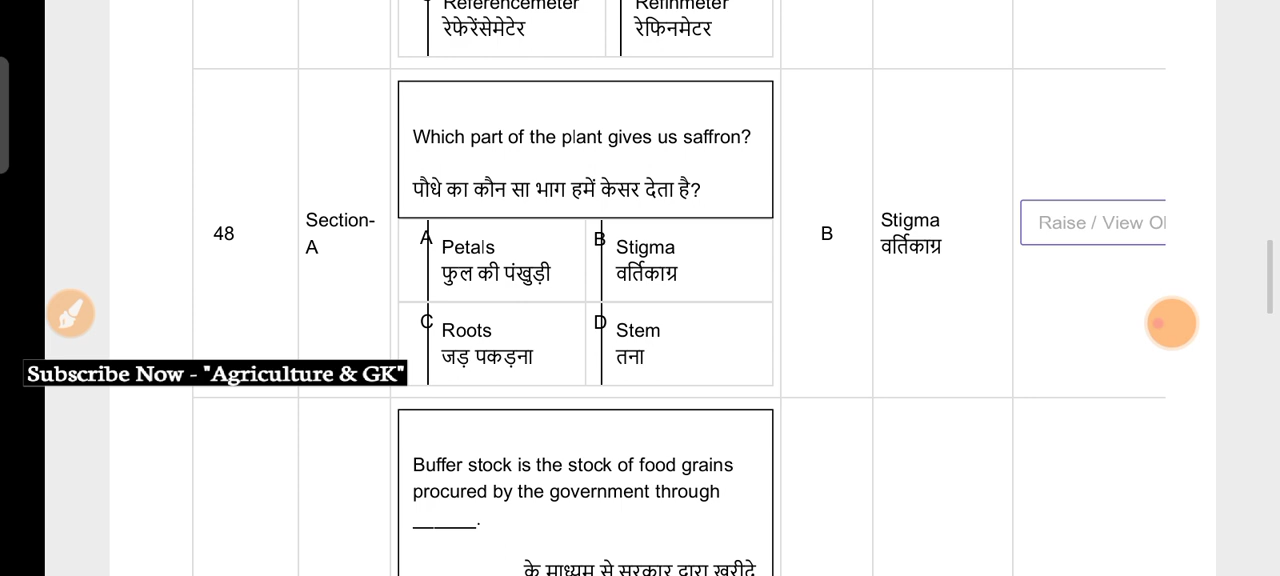 Referencemeter
रेफेरेंसेमेटेर
Refinmeter
रेफिनमेटर
48
Section-
A
Which part of the plant gives us saffron?
पौधे का कौन सा भाग हमें केसर देता है?
A
Petals
फुल की पंखुड़ी
B
Stigma
वर्तिकाग्र
C
Roots
जड़ पकड़ना
D
Stem
तना
B
Stigma
वर्तिकाग्र
Raise / View
Subscribe Now - "Agriculture & GK"
Buffer stock is the stock of food grains
procured by the government through
______.
के माध्यम से सरकार द्वारा खरीदे